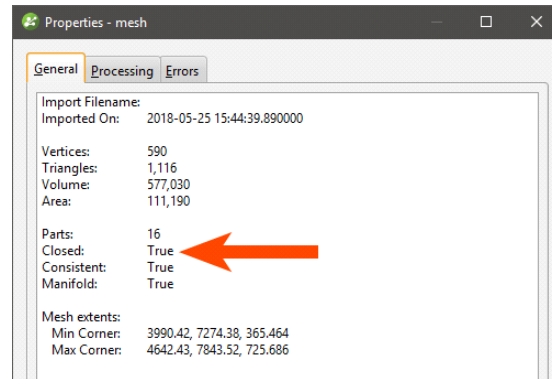 Properties - mesh
General Processing Errors
Import Filename:
Imported On: 2018-05-25 15:44:39.890000
Vertices: 590
Triangles: 1,116
Volume: 577,030
Area: 111,190
Parts: 16
Closed: True
Consistent: True
Manifold: True
Mesh extents:
Min Corner: 3990.42, 7274.38, 365.464
Max Corner: 4642.43, 7843.52, 725.686